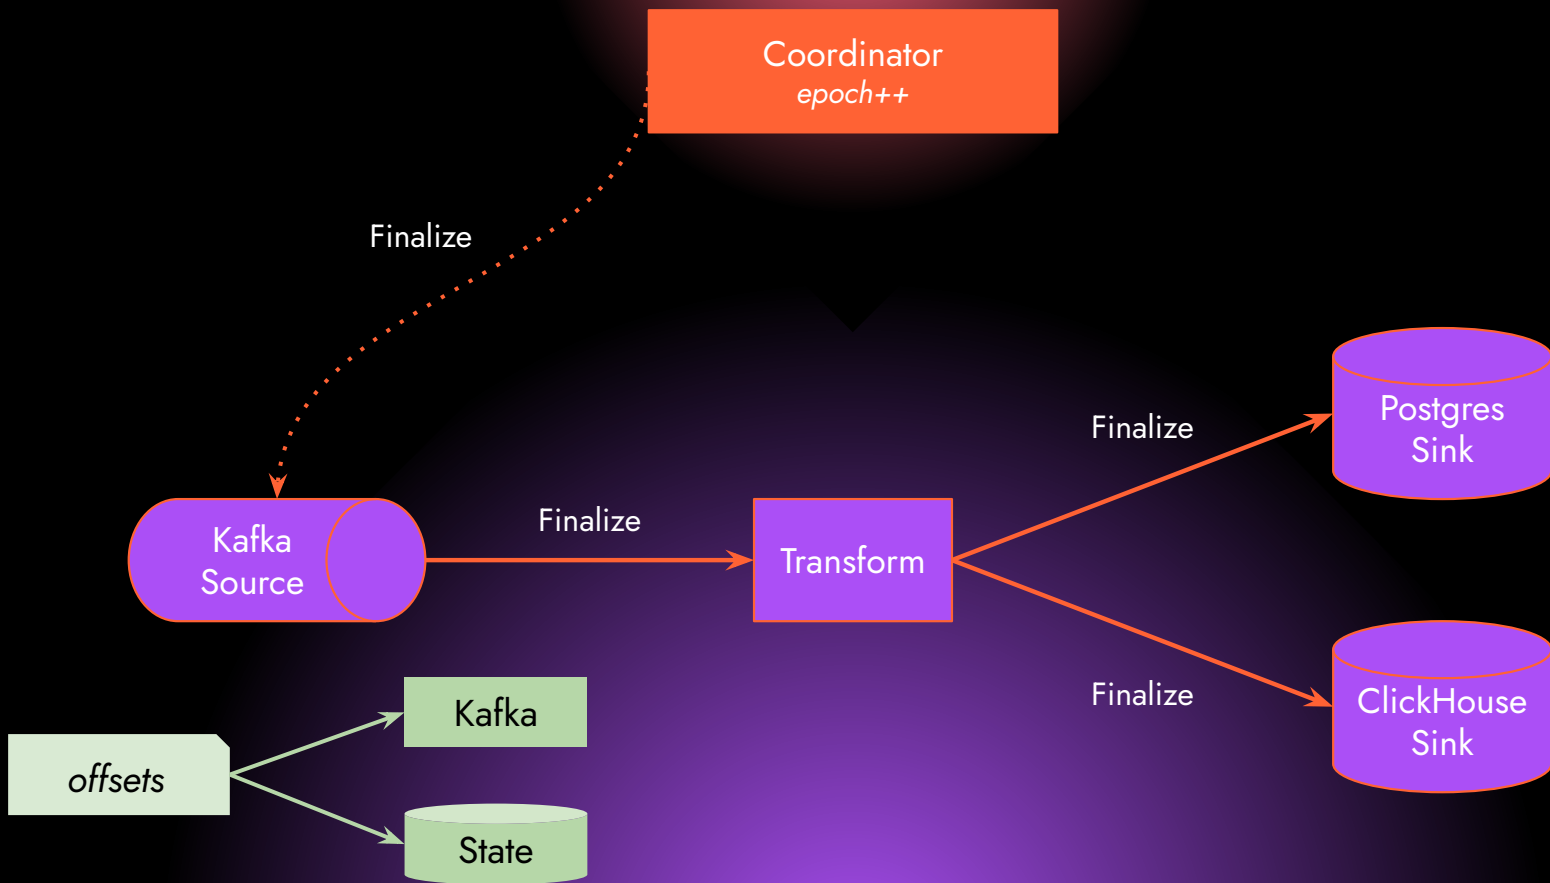 Coordinator
epoch++
Finalize
Finalize
Finalize
Finalize
Kafka
Source
Transform
Postgres
Sink
ClickHouse
Sink
offsets
Kafka
State